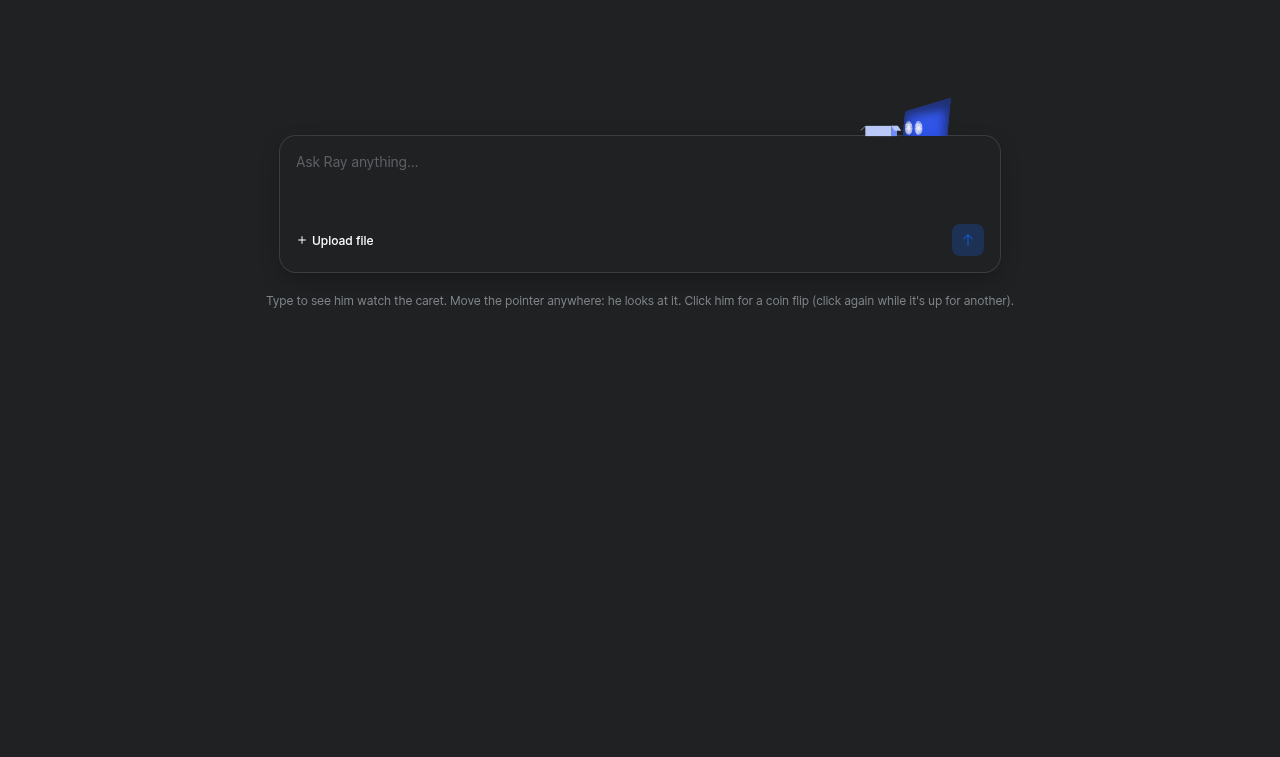 Ask Ray anything...
Upload file
Type to see him watch the caret. Move the pointer anywhere: he looks at it. Click him for a coin flip (click again while it's up for another).